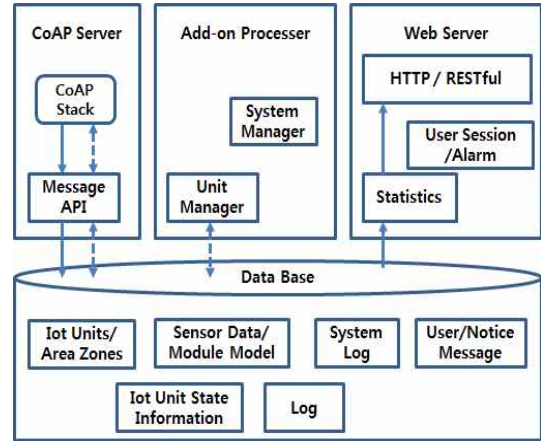 CoAP Server
Add-on Processer
Web Server
CoAP
Stack
Message
API
System
Manager
Unit
Manager
HTTP / RESTful
User Session
/Alarm
Statistics
Data Base
Iot Units/
Area Zones
Sensor Data/
Module Model
System
Log
User/Notice
Message
Iot Unit State
Information
Log